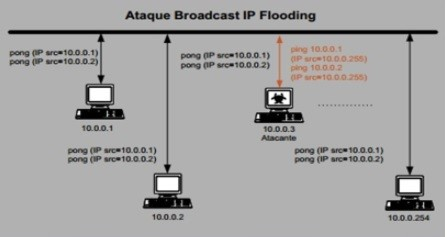 Ataque Broadcast IP Flooding
pong (IP src=10.0.0.1)
pong (IP src=10.0.0.2)
10.0.0.1
pong (IP src=10.0.0.1)
pong (IP src=10.0.0.2)
10.0.0.2
pong (IP src=10.0.0.1)
pong (IP src=10.0.0.2)
ping 10.0.0.1
(IP src=10.0.0.255)
ping 10.0.0.2
(IP src=10.0.0.255)
10.0.0.3
Atacante
..............
pong (IP src=10.0.0.1)
pong (IP src=10.0.0.2)
10.0.0.254